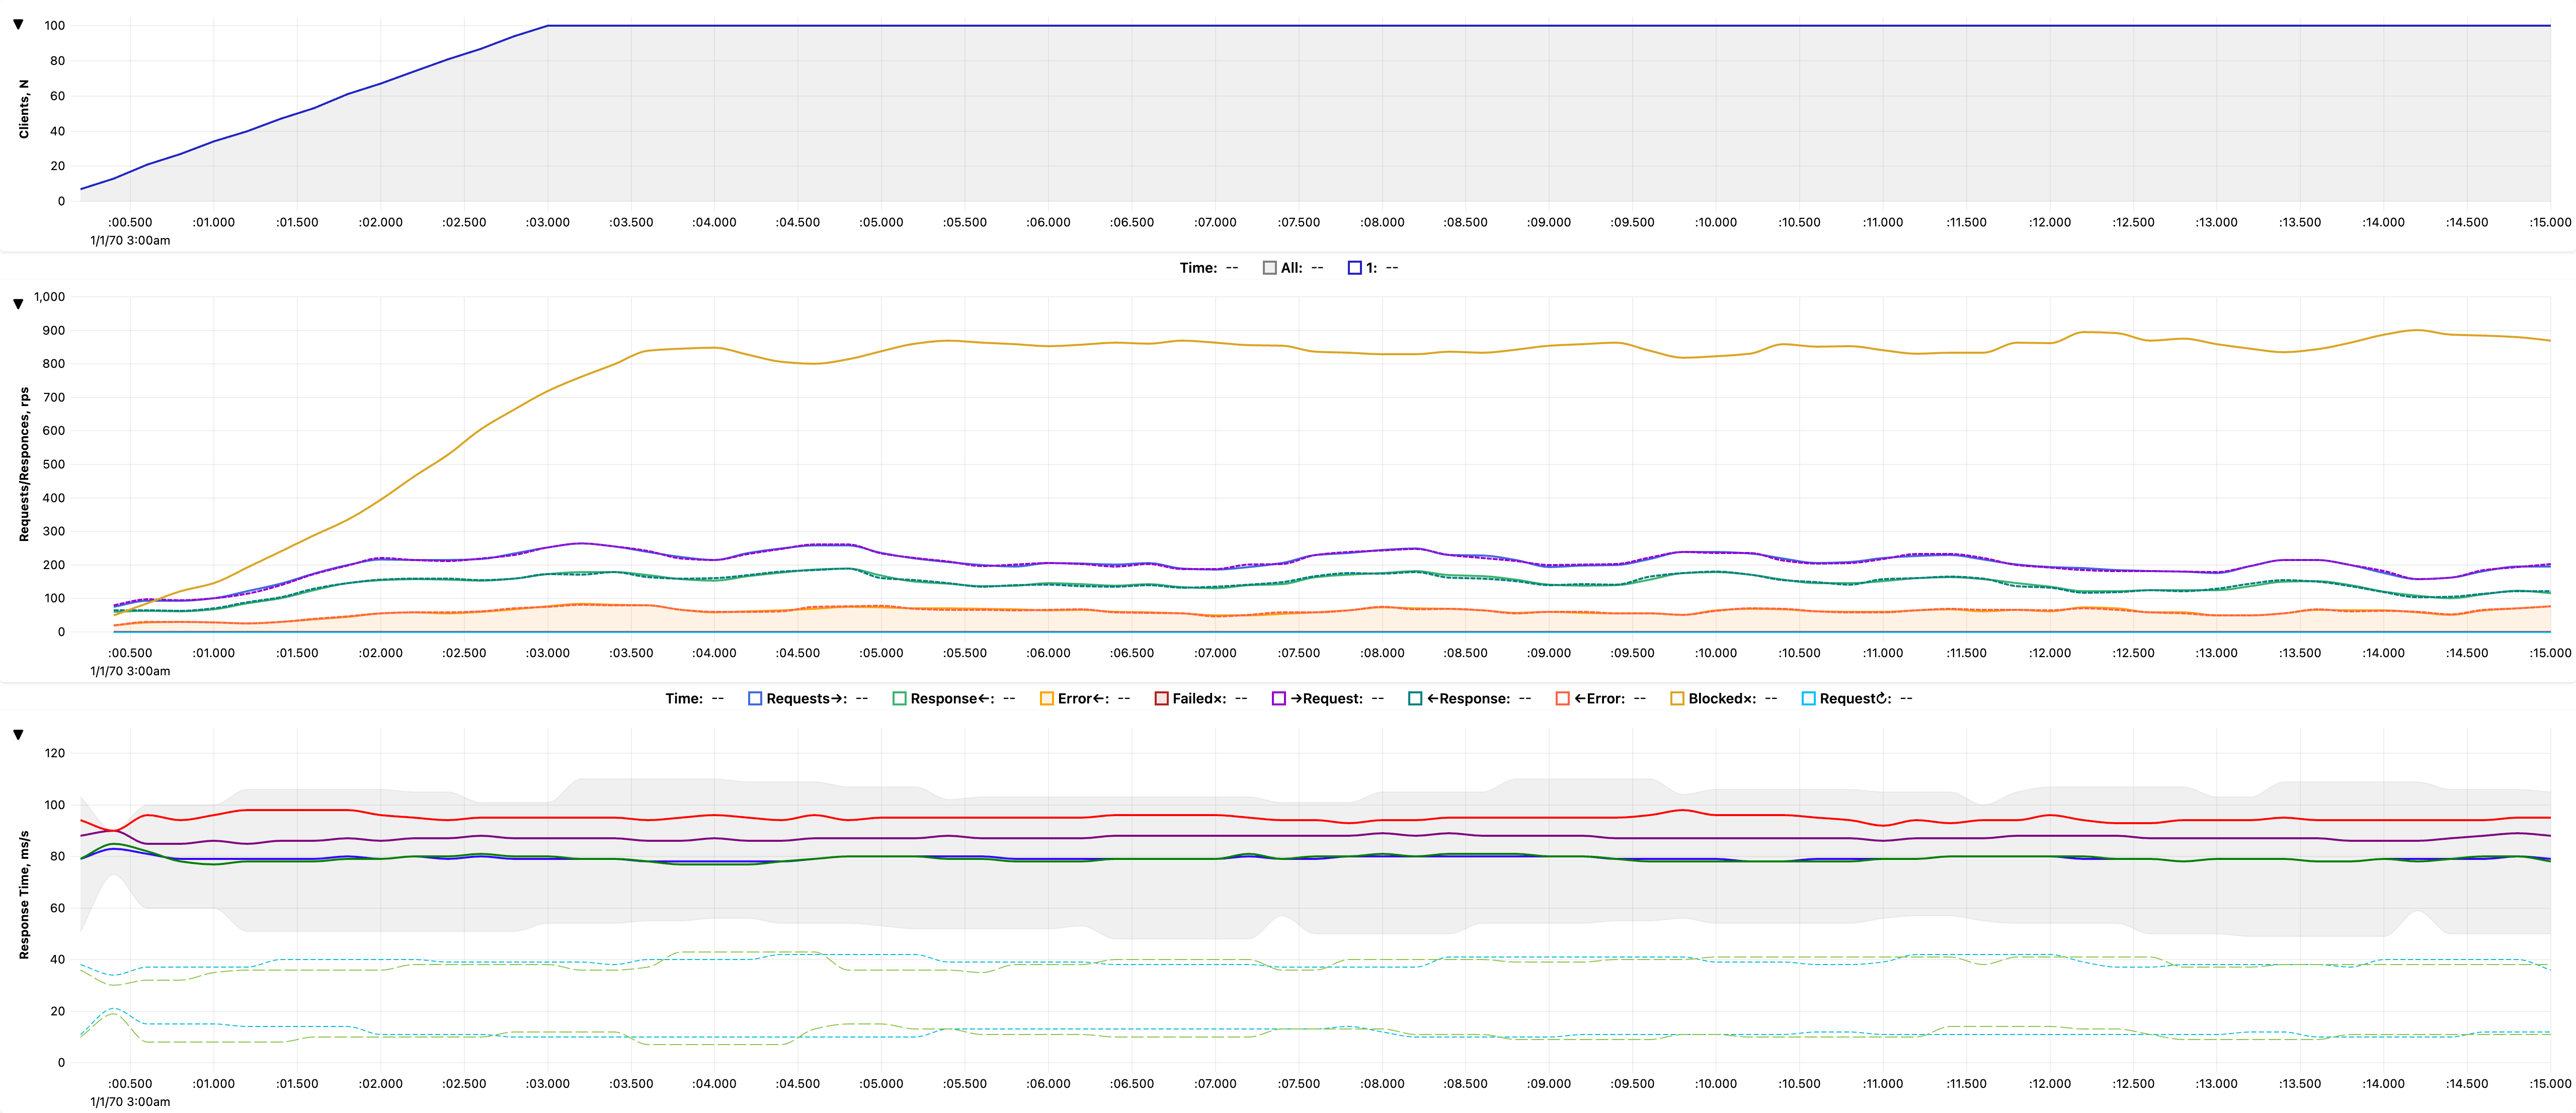 ▼
Clients, N
100
80
60
40
20
0
:00.500 :01.000 :01.500 :02.000 :02.500 :03.000 :03.500 :04.000 :04.500 :05.000 :05.500 :06.000 :06.500 :07.000 :07.500 :08.000 :08.500 :09.000 :09.500 :10.000 :10.500 :11.000 :11.500 :12.000 :12.500 :13.000 :13.500 :14.000 :14.500 :15.000
1/1/70 3:00am
Time: -- All: -- 1: --
▼
Requests/Responces, rps
1,000
900
800
700
600
500
400
300
200
100
0
:00.500 :01.000 :01.500 :02.000 :02.500 :03.000 :03.500 :04.000 :04.500 :05.000 :05.500 :06.000 :06.500 :07.000 :07.500 :08.000 :08.500 :09.000 :09.500 :10.000 :10.500 :11.000 :11.500 :12.000 :12.500 :13.000 :13.500 :14.000 :14.500 :15.000
1/1/70 3:00am
Time: -- Requests→: -- Response←: -- Error←: -- Failed×: -- →Request: -- ←Response: -- ←Error: -- Blocked×: -- Request↻: --
▼
Response Time, ms/s
120
100
80
60
40
20
0
:00.500 :01.000 :01.500 :02.000 :02.500 :03.000 :03.500 :04.000 :04.500 :05.000 :05.500 :06.000 :06.500 :07.000 :07.500 :08.000 :08.500 :09.000 :09.500 :10.000 :10.500 :11.000 :11.500 :12.000 :12.500 :13.000 :13.500 :14.000 :14.500 :15.000
1/1/70 3:00am